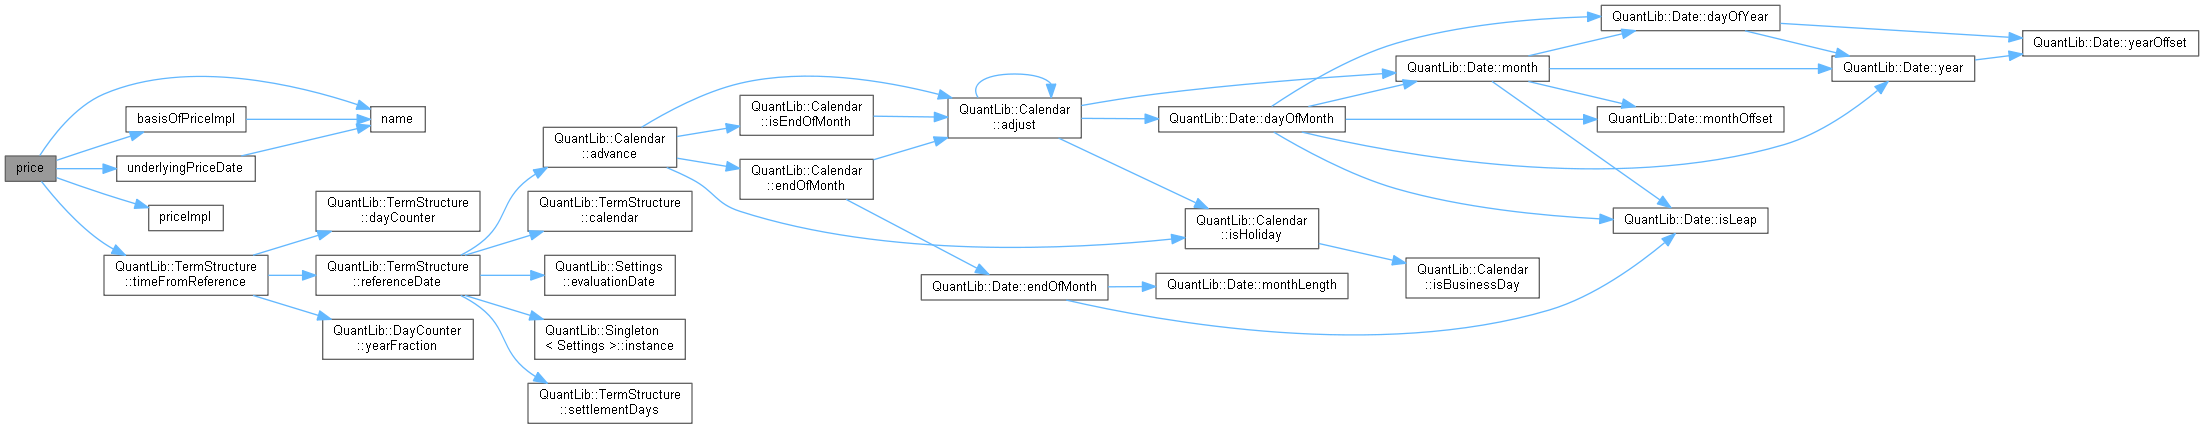 price
basisOfPriceImpl
underlyingPriceDate
priceImpl
QuantLib::TermStructure
::timeFromReference
name
QuantLib::TermStructure
::dayCounter
QuantLib::TermStructure
::referenceDate
QuantLib::DayCounter
::yearFraction
QuantLib::Calendar
::advance
QuantLib::TermStructure
::calendar
QuantLib::Settings
::evaluationDate
QuantLib::Singleton
< Settings >::instance
QuantLib::TermStructure
::settlementDays
QuantLib::Calendar
::isEndOfMonth
QuantLib::Calendar
::endOfMonth
QuantLib::Calendar
::adjust
QuantLib::Date::endOfMonth
QuantLib::Date::dayOfMonth
QuantLib::Calendar
::isHoliday
QuantLib::Date::monthLength
QuantLib::Date::month
QuantLib::Calendar
::isBusinessDay
QuantLib::Date::dayOfYear
QuantLib::Date::monthOffset
QuantLib::Date::isLeap
QuantLib::Date::year
QuantLib::Date::yearOffset